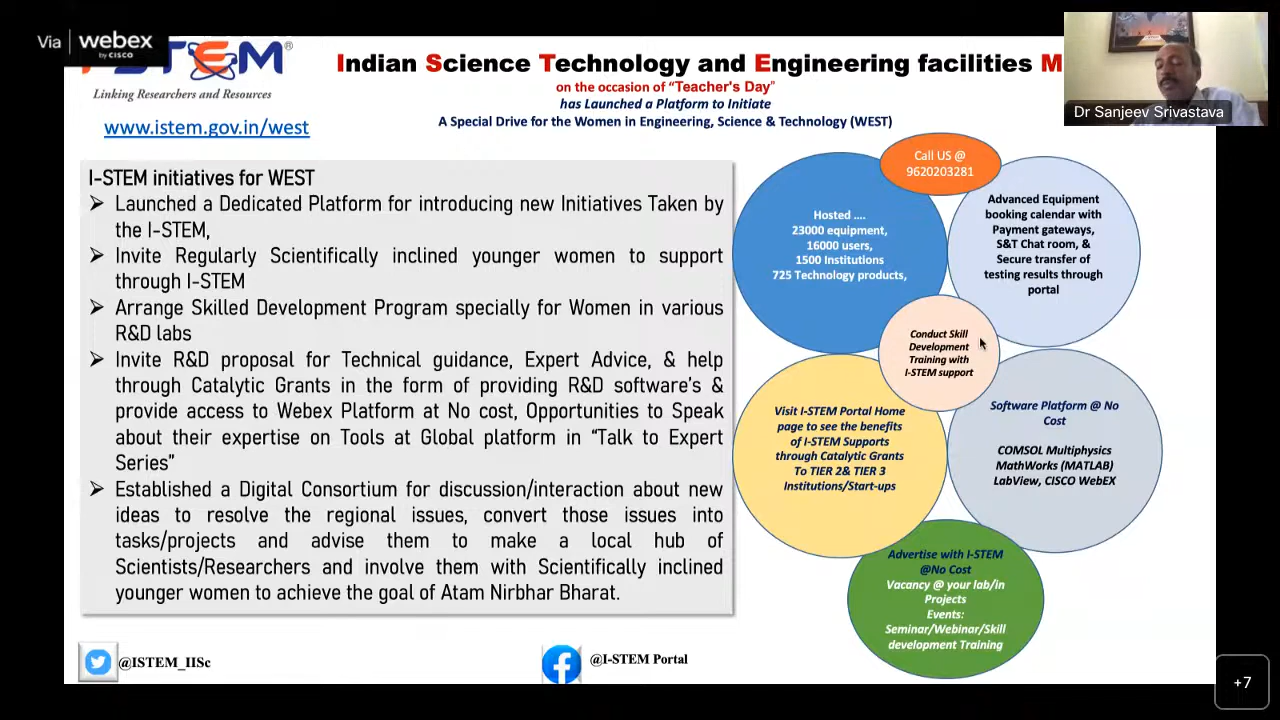 Via webex
by CISCO
I-STEM®
Linking Researchers and Resources
www.istem.gov.in/west
Indian Science Technology and Engineering facilities M
on the occasion of "Teacher's Day"
has Launched a Platform to Initiate
A Special Drive for the Women in Engineering, Science & Technology (WEST)
Dr Sanjeev Srivastava
I-STEM initiatives for WEST
➢ Launched a Dedicated Platform for introducing new Initiatives Taken by
the I-STEM,
➢ Invite Regularly Scientifically inclined younger women to support
through I-STEM
➢ Arrange Skilled Development Program specially for Women in various
R&D labs
➢ Invite R&D proposal for Technical guidance, Expert Advice, & help
through Catalytic Grants in the form of providing R&D software's &
provide access to Webex Platform at No cost, Opportunities to Speak
about their expertise on Tools at Global platform in "Talk to Expert
Series"
➢ Established a Digital Consortium for discussion/interaction about new
ideas to resolve the regional issues, convert those issues into
tasks/projects and advise them to make a local hub of
Scientists/Researchers and involve them with Scientifically inclined
younger women to achieve the goal of Atam Nirbhar Bharat.
Call US @
9620203281
Hosted ....
23000 equipment,
16000 users,
1500 Institutions
725 Technology products,
Advanced Equipment
booking calendar with
Payment gateways,
S&T Chat room, &
Secure transfer of
testing results through
portal
Conduct Skill
Development
Training with
I-STEM support
Visit I-STEM Portal Home
page to see the benefits
of I-STEM Supports
through Catalytic Grants
To TIER 2& TIER 3
Institutions/Start-ups
Software Platform @ No
Cost
COMSOL Multiphysics
MathWorks (MATLAB)
LabView, CISCO WebEX
Advertise with I-STEM
@No Cost
Vacancy @ your lab/in
Projects
Events:
Seminar/Webinar/Skill
development Training
@ISTEM_IISc
@I-STEM Portal
+7